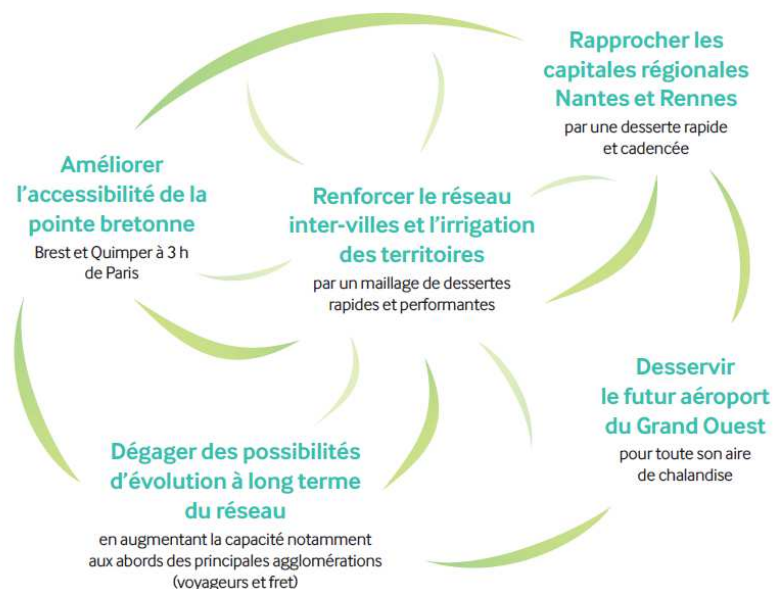 Rapprocher les
capitales régionales
Nantes et Rennes
par une desserte rapide
et cadencée
Améliorer
l'accessibilité de la
pointe bretonne
Brest et Quimper à 3 h
de Paris
Renforcer le réseau
inter-villes et l'irrigation
des territoires
par un maillage de dessertes
rapides et performantes
Desservir
le futur aéroport
du Grand Ouest
pour toute son aire
de chalandise
Dégager des possibilités
d'évolution à long terme
du réseau
en augmentant la capacité notamment
aux abords des principales agglomérations
(voyageurs et fret)